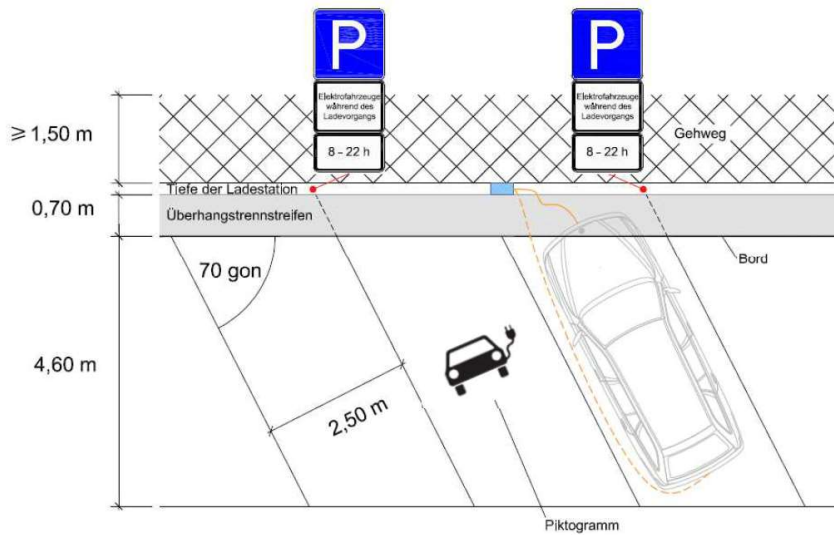 P
P
Elektrofahrzeuge
während des
Ladevorgangs
Elektrofahrzeuge
während des
Ladevorgangs
8 – 22 h
8 – 22 h
⩾ 1,50 m
Gehweg
Tiefe der Ladestation
0,70 m
Überhangstrennstreifen
70 gon
Bord
4,60 m
2,50 m
Piktogramm